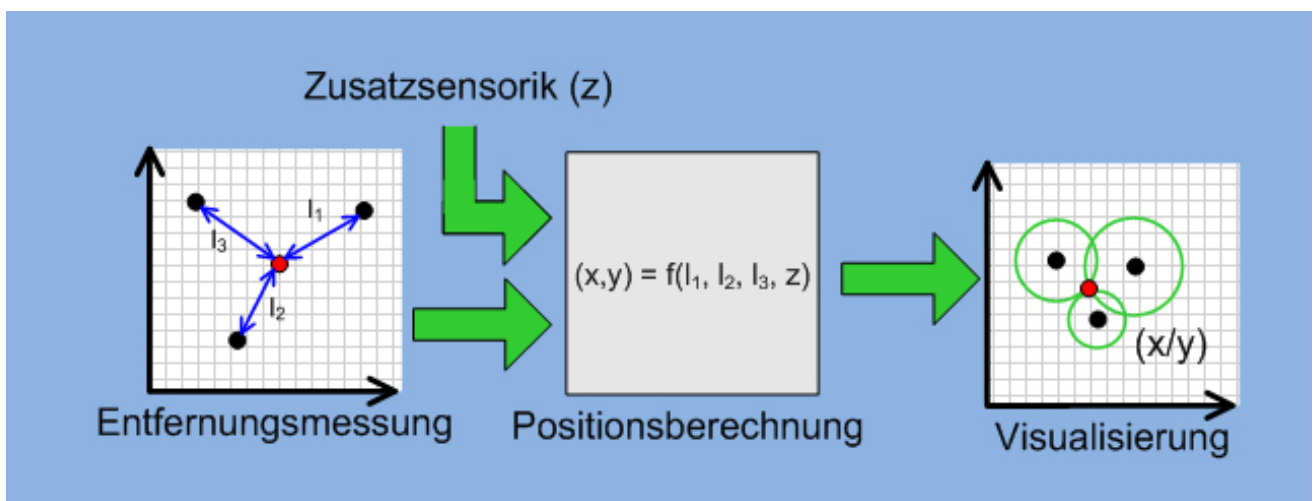 Zusatzsensorik (z)
l₁
l₃
l₂
Entfernungsmessung
(x,y) = f(l₁, l₂, l₃, z)
Positionsberechnung
(x/y)
Visualisierung